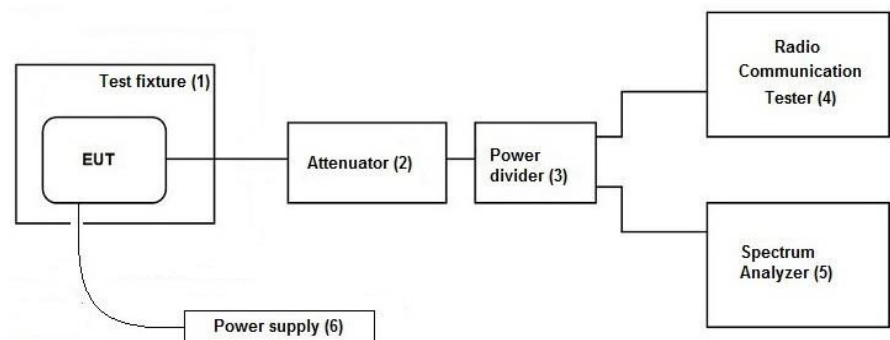 Test fixture (1)
EUT
Attenuator (2)
Power
divider (3)
Radio
Communication
Tester (4)
Spectrum
Analyzer (5)
Power supply (6)